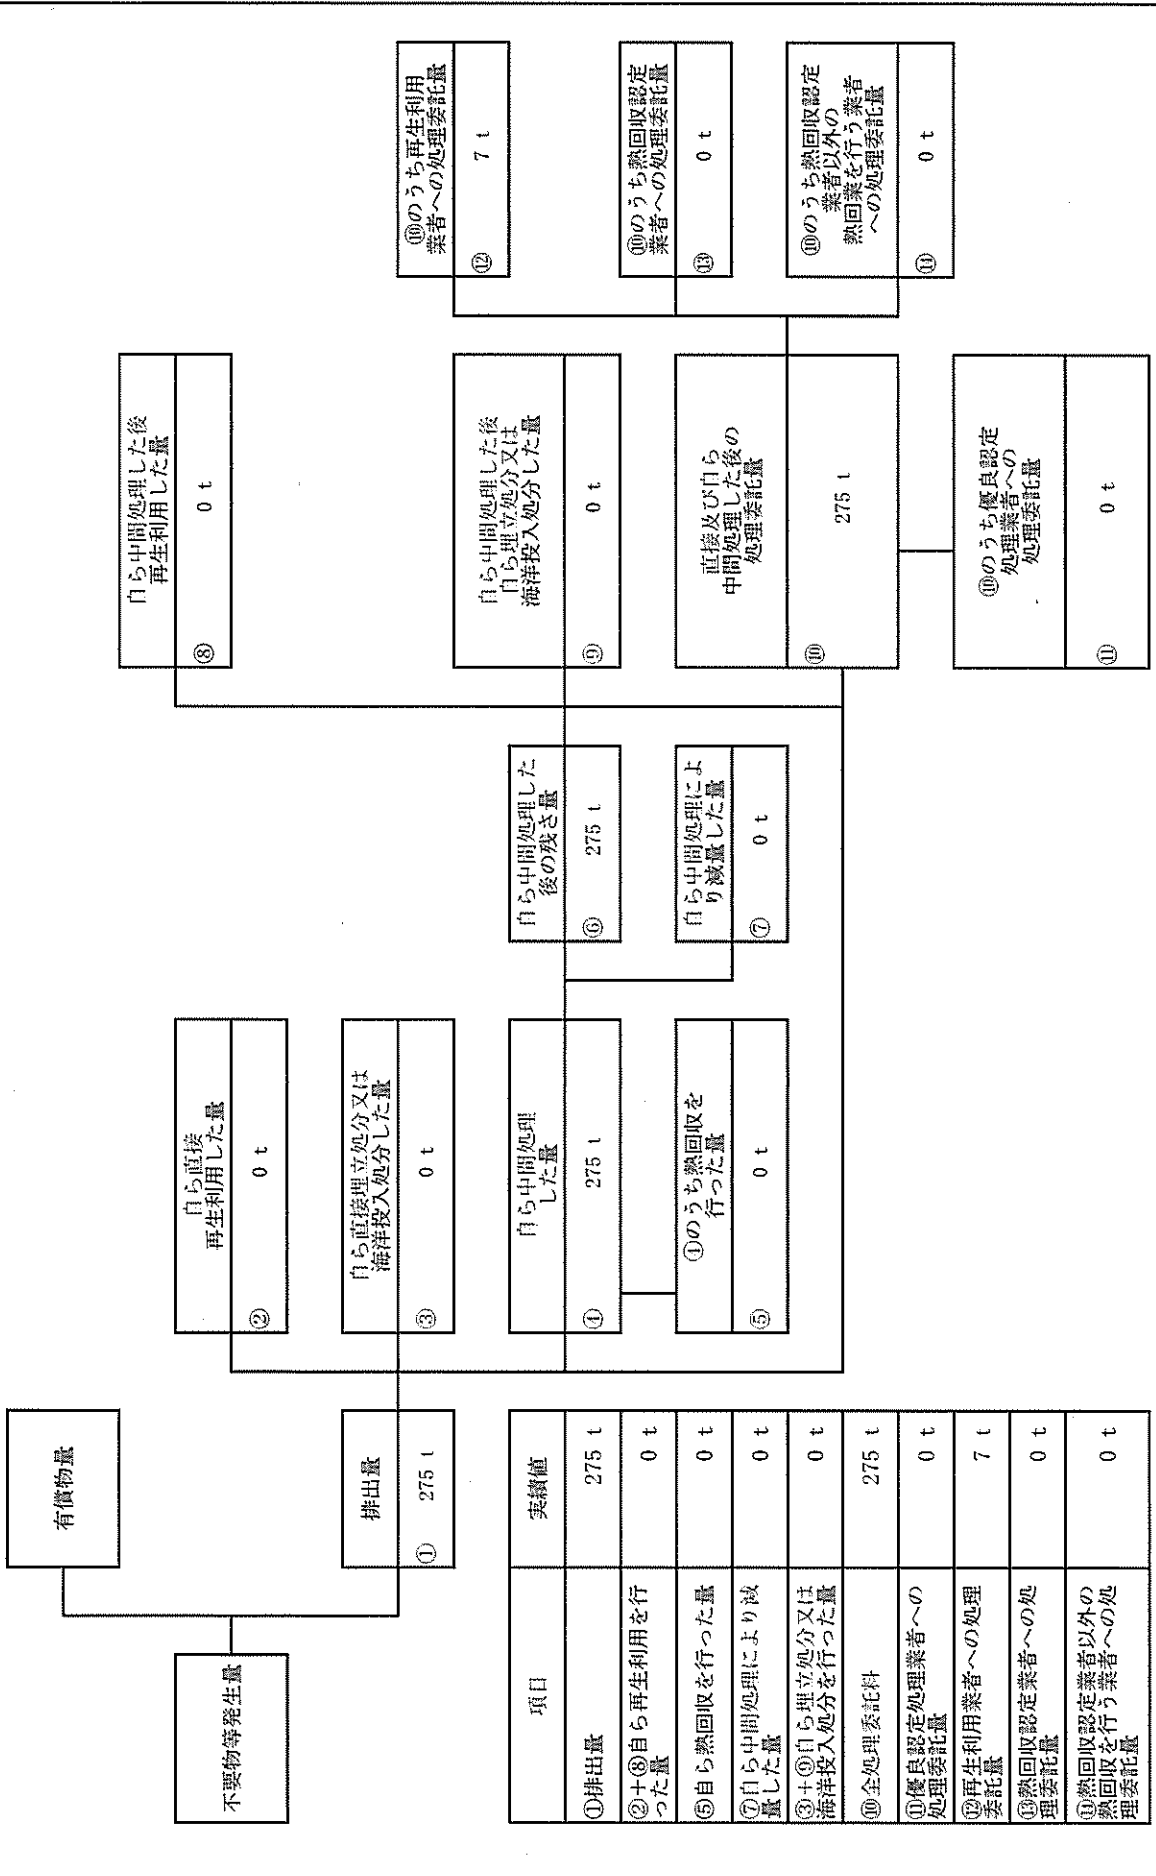 不要物等発生量
有償物量
排出量
① 275 t
自ら直接
再生利用した量
② 0 t
自ら直接埋立処分又は
海洋投入処分した量
③ 0 t
自ら中間処理
した量
④ 275 t
④のうち熱回収を
行った量
⑤ 0 t
自ら中間処理した
後の残さ量
⑥ 275 t
自ら中間処理によ
り減量した量
⑦ 0 t
自ら中間処理した後
再生利用した量
⑧ 0 t
自ら中間処理した後
自ら埋立処分又は
海洋投入処分した量
⑨ 0 t
直接及び自ら
中間処理した後の
処理委託量
⑩ 275 t
⑩のうち優良認定
処理業者への
処理委託量
⑪ 0 t
⑩のうち再生利用
業者への処理委託量
⑫ 7 t
⑩のうち熱回収認定
業者への処理委託量
⑬ 0 t
⑩のうち熱回収認定
業者以外の
熱回業を行う業者
への処理委託量
⑭ 0 t
項目 実績値
①排出量 275 t
②+⑧自ら再生利用を行
った量 0 t
⑤自ら熱回収を行った量 0 t
⑦自ら中間処理により減
量した量 0 t
③+⑨自ら埋立処分又は
海洋投入処分を行った量 0 t
⑩全処理委託料 275 t
⑪優良認定処理業者への
処理委託量 0 t
⑫再生利用業者への処理
委託量 7 t
⑬熱回収認定業者への処
理委託量 0 t
⑭熱回収認定業者以外の
熱回収を行う業者への処
理委託量 0 t